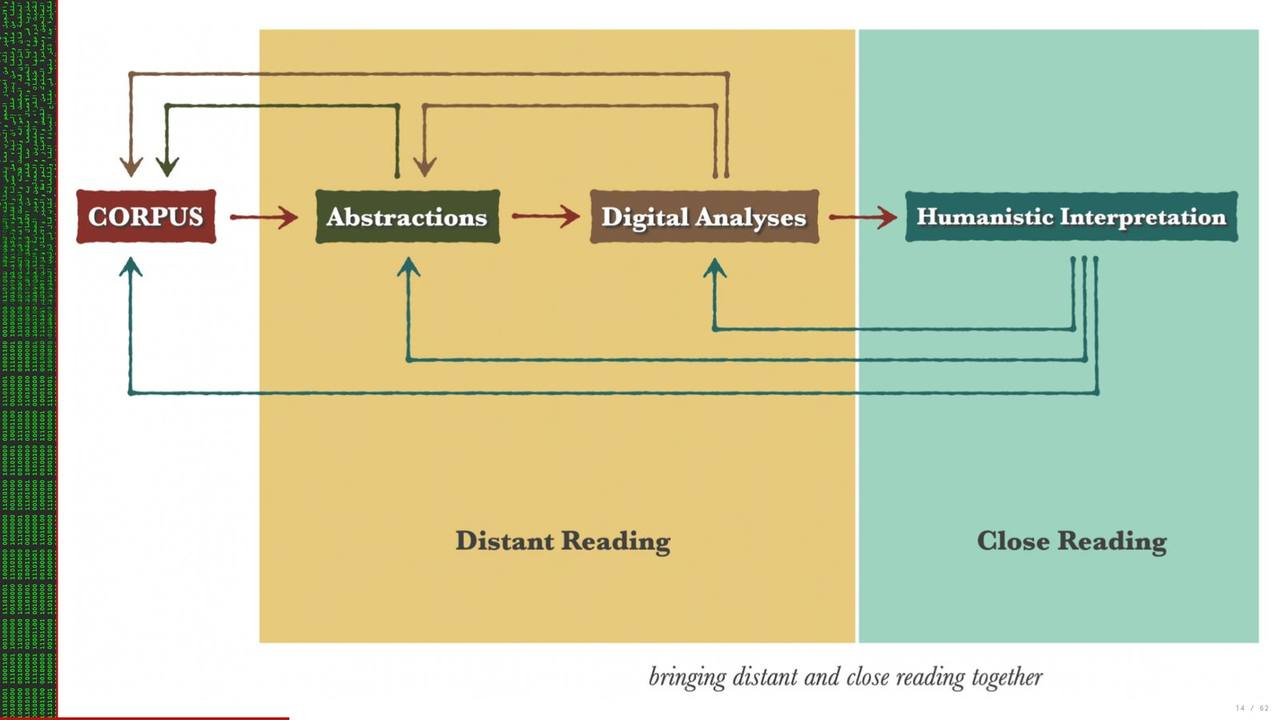 CORPUS
Abstractions
Digital Analyses
Humanistic Interpretation
Distant Reading
Close Reading
bringing distant and close reading together
14 / 62